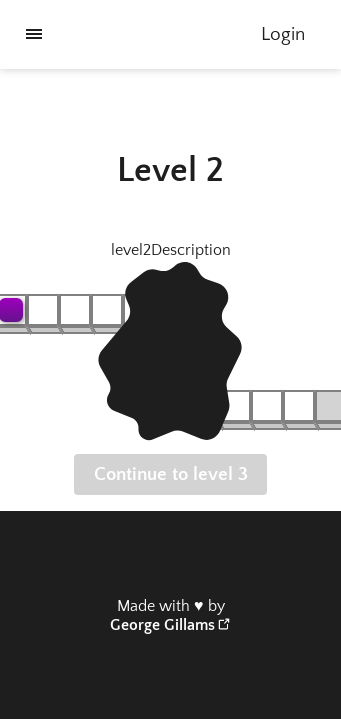 Login
Level 2
level2Description
Continue to level 3
Made with ♥ by
George Gillams